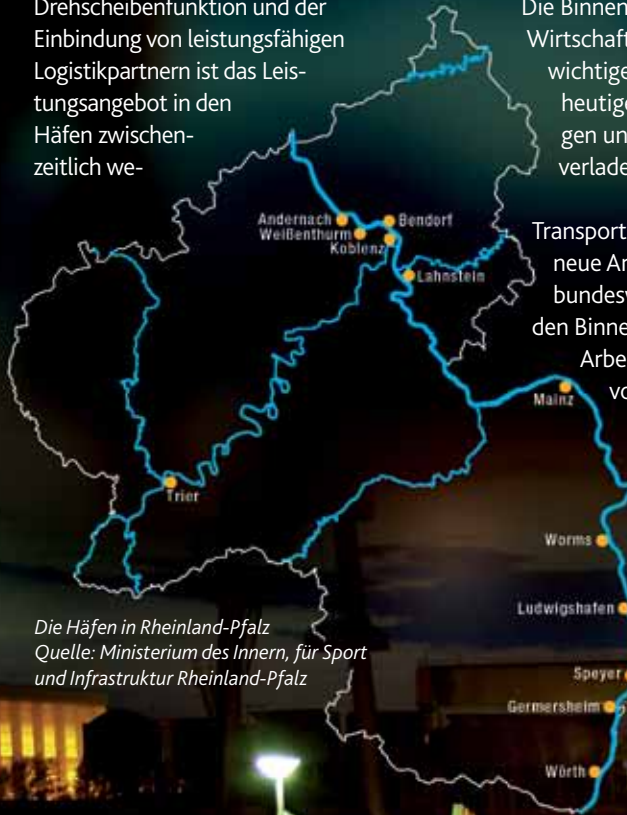 Drehscheibenfunktion und der
Einbindung von leistungsfähigen
Logistikpartnern ist das Leis-
tungsangebot in den
Häfen zwischen-
zeitlich we-
Die Binnen
Wirtschaft
wichtige
heutige
gen un
verlade
Transport
neue Ar
bundesw
den Binne
Arbe
vo
Andernach
Bendorf
Weißenthurm
Koblenz
Lahnstein
Mainz
Trier
Worms
Ludwigshafen
Speyer
Germersheim
Wörth
Die Häfen in Rheinland-Pfalz
Quelle: Ministerium des Innern, für Sport
und Infrastruktur Rheinland-Pfalz